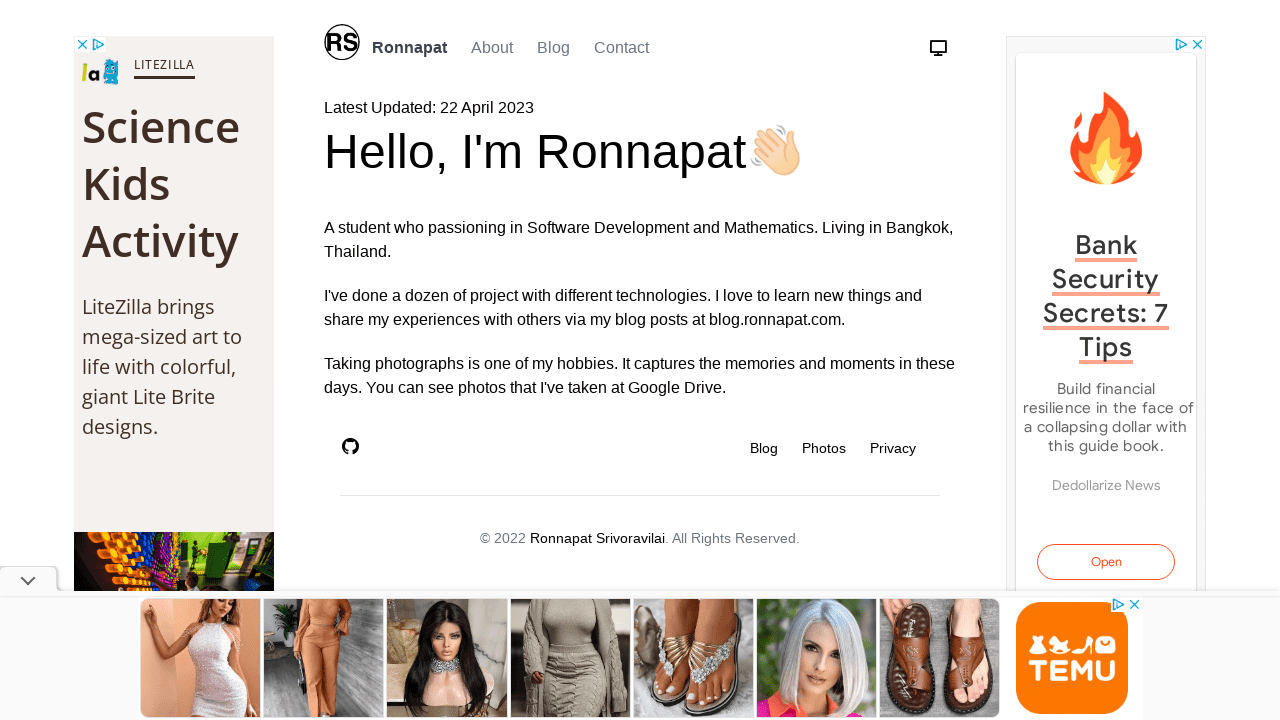 RS
Ronnapat
About
Blog
Contact
LITEZILLA
Science
Kids
Activity
LiteZilla brings
mega-sized art to
life with colorful,
giant Lite Brite
designs.
Latest Updated: 22 April 2023
Hello, I'm Ronnapat👋🏻
A student who passioning in Software Development and Mathematics. Living in Bangkok,
Thailand.
I've done a dozen of project with different technologies. I love to learn new things and
share my experiences with others via my blog posts at blog.ronnapat.com.
Taking photographs is one of my hobbies. It captures the memories and moments in these
days. You can see photos that I've taken at Google Drive.
Blog
Photos
Privacy
© 2022 Ronnapat Srivoravilai. All Rights Reserved.
Bank
Security
Secrets: 7
Tips
Build financial
resilience in the face of
a collapsing dollar with
this guide book.
Dedollarize News
Open
TEMU